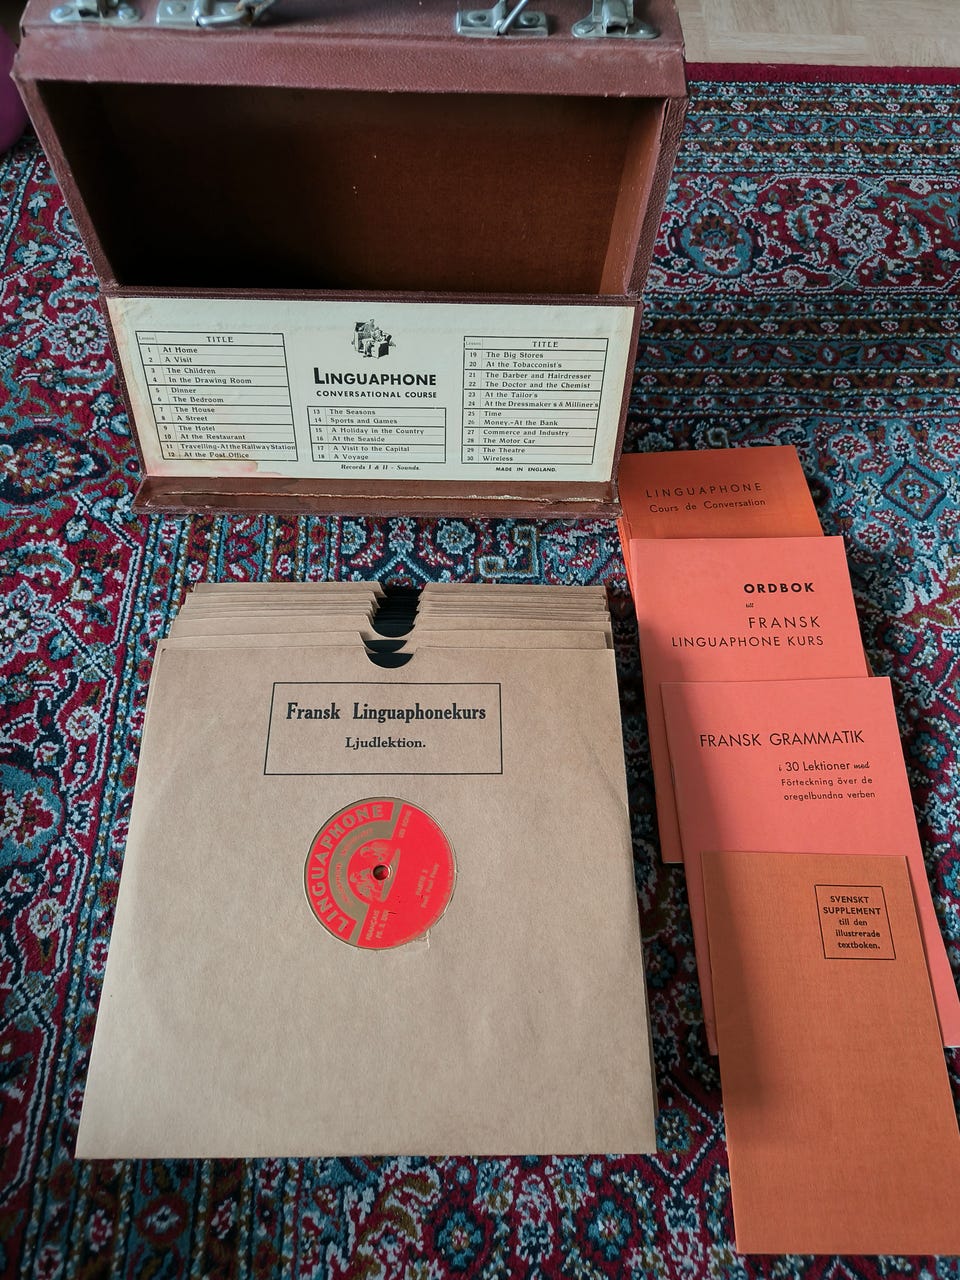 Lessons
TITLE
1 At Home
2 A Visit
3 The Children
4 In the Drawing Room
5 Dinner
6 The Bedroom
7 The House
8 A Street
9 The Hotel
10 At the Restaurant
11 Travelling-At the Railway Station
12 At the Post Office
LINGUAPHONE
CONVERSATIONAL COURSE
13 The Seasons
14 Sports and Games
15 A Holiday in the Country
16 At the Seaside
17 A Visit to the Capital
18 A Voyage
Records I & II - Sounds.
Lessons
TITLE
19 The Big Stores
20 At the Tobacconist's
21 The Barber and Hairdresser
22 The Doctor and the Chemist
23 At the Tailor's
24 At the Dressmaker's & Milliner's
25 Time
26 Money.-At the Bank
27 Commerce and Industry
28 The Motor Car
29 The Theatre
30 Wireless
MADE IN ENGLAND.
LINGUAPHONE
Cours de Conversation
ORDBOK
till
FRANSK
LINGUAPHONE KURS
FRANSK GRAMMATIK
i 30 Lektioner med
Förteckning över de
oregelbundna verben
SVENSKT
SUPPLEMENT
till den
illustrerade
textboken.
Fransk Linguaphonekurs
Ljudlektion.
LINGUAPHONE
FRANÇAIS